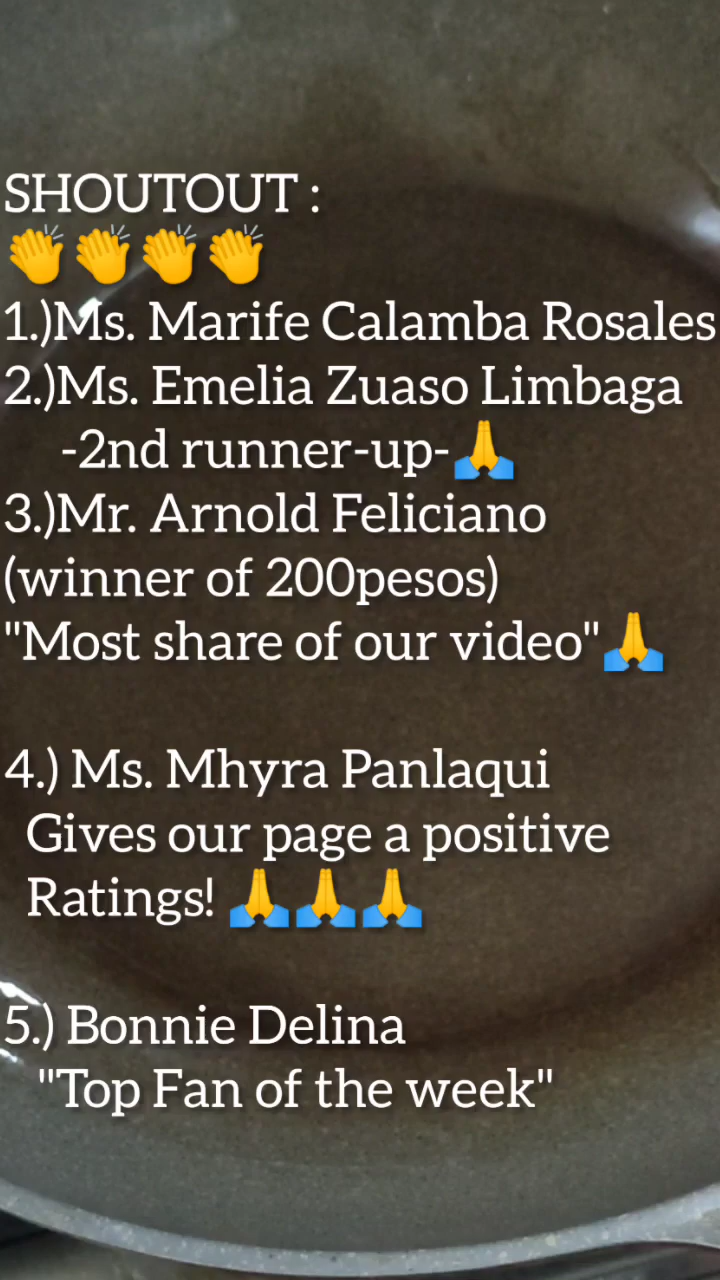 SHOUTOUT :
👏👏👏👏
1.)Ms. Marife Calamba Rosales
2.)Ms. Emelia Zuaso Limbaga
-2nd runner-up-🙏
3.)Mr. Arnold Feliciano
(winner of 200pesos)
"Most share of our video"🙏
4.) Ms. Mhyra Panlaqui
Gives our page a positive
Ratings! 🙏🙏🙏
5.) Bonnie Delina
"Top Fan of the week"